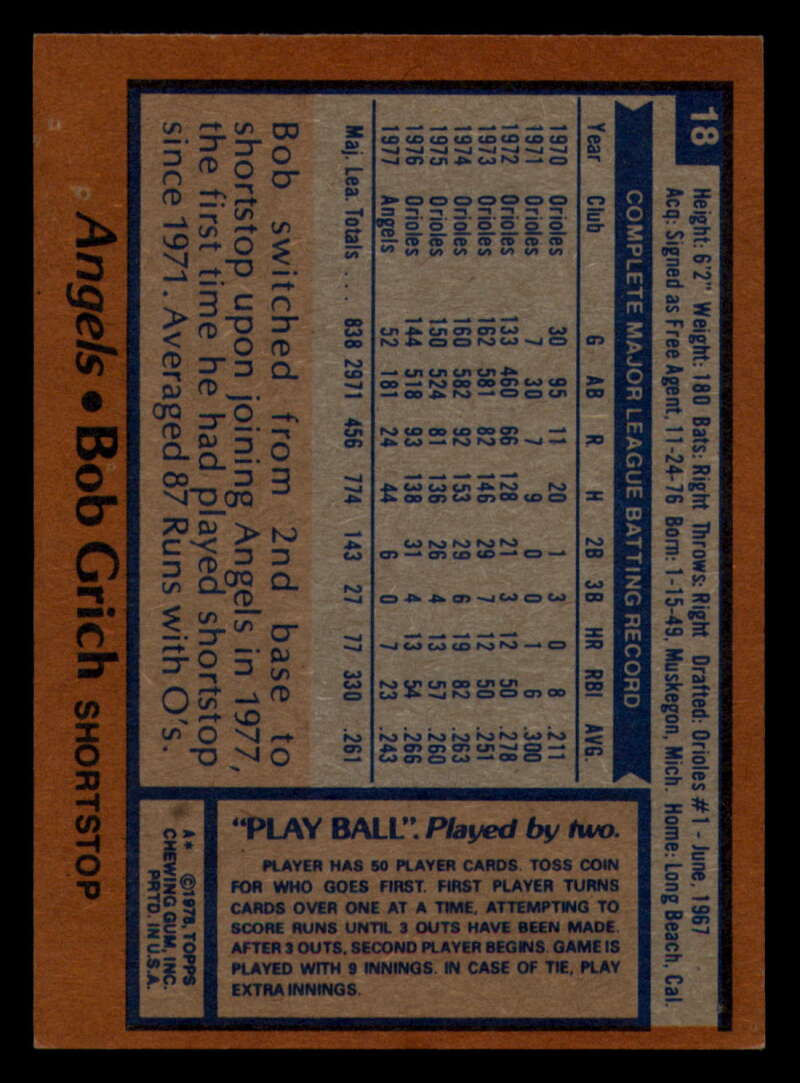 18
Height: 6'2" Weight: 180 Bats: Right Throws: Right Drafted: Orioles #1 - June, 1967
Acq: Signed as Free Agent, 11-24-76 Born: 1-15-49, Muskegon, Mich. Home: Long Beach, Cal.
COMPLETE MAJOR LEAGUE BATTING RECORD
Year Club G AB R H 2B 3B HR RBI AVG.
1970 Orioles 30 95 11 20 1 3 0 8 .211
1971 Orioles 7 30 7 9 0 0 1 6 .300
1972 Orioles 133 460 66 128 21 3 12 50 .278
1973 Orioles 162 581 82 146 29 7 12 50 .251
1974 Orioles 160 582 92 153 29 6 19 82 .263
1975 Orioles 150 524 81 136 26 4 13 57 .260
1976 Orioles 144 518 93 138 31 4 13 54 .266
1977 Angels 52 181 24 44 6 0 7 23 .243
Maj. Lea. Totals ... 838 2971 456 774 143 27 77 330 .261
Bob switched from 2nd base to
shortstop upon joining Angels in 1977,
the first time he had played shortstop
since 1971. Averaged 87 Runs with O's.
Angels • Bob Grich SHORTSTOP
"PLAY BALL". Played by two.
PLAYER HAS 50 PLAYER CARDS. TOSS COIN
FOR WHO GOES FIRST. FIRST PLAYER TURNS
CARDS OVER ONE AT A TIME, ATTEMPTING TO
SCORE RUNS UNTIL 3 OUTS HAVE BEEN MADE.
AFTER 3 OUTS, SECOND PLAYER BEGINS. GAME IS
PLAYED WITH 9 INNINGS. IN CASE OF TIE, PLAY
EXTRA INNINGS.
A* ©1978, TOPPS
CHEWING GUM, INC.
PRTD. IN U.S.A.